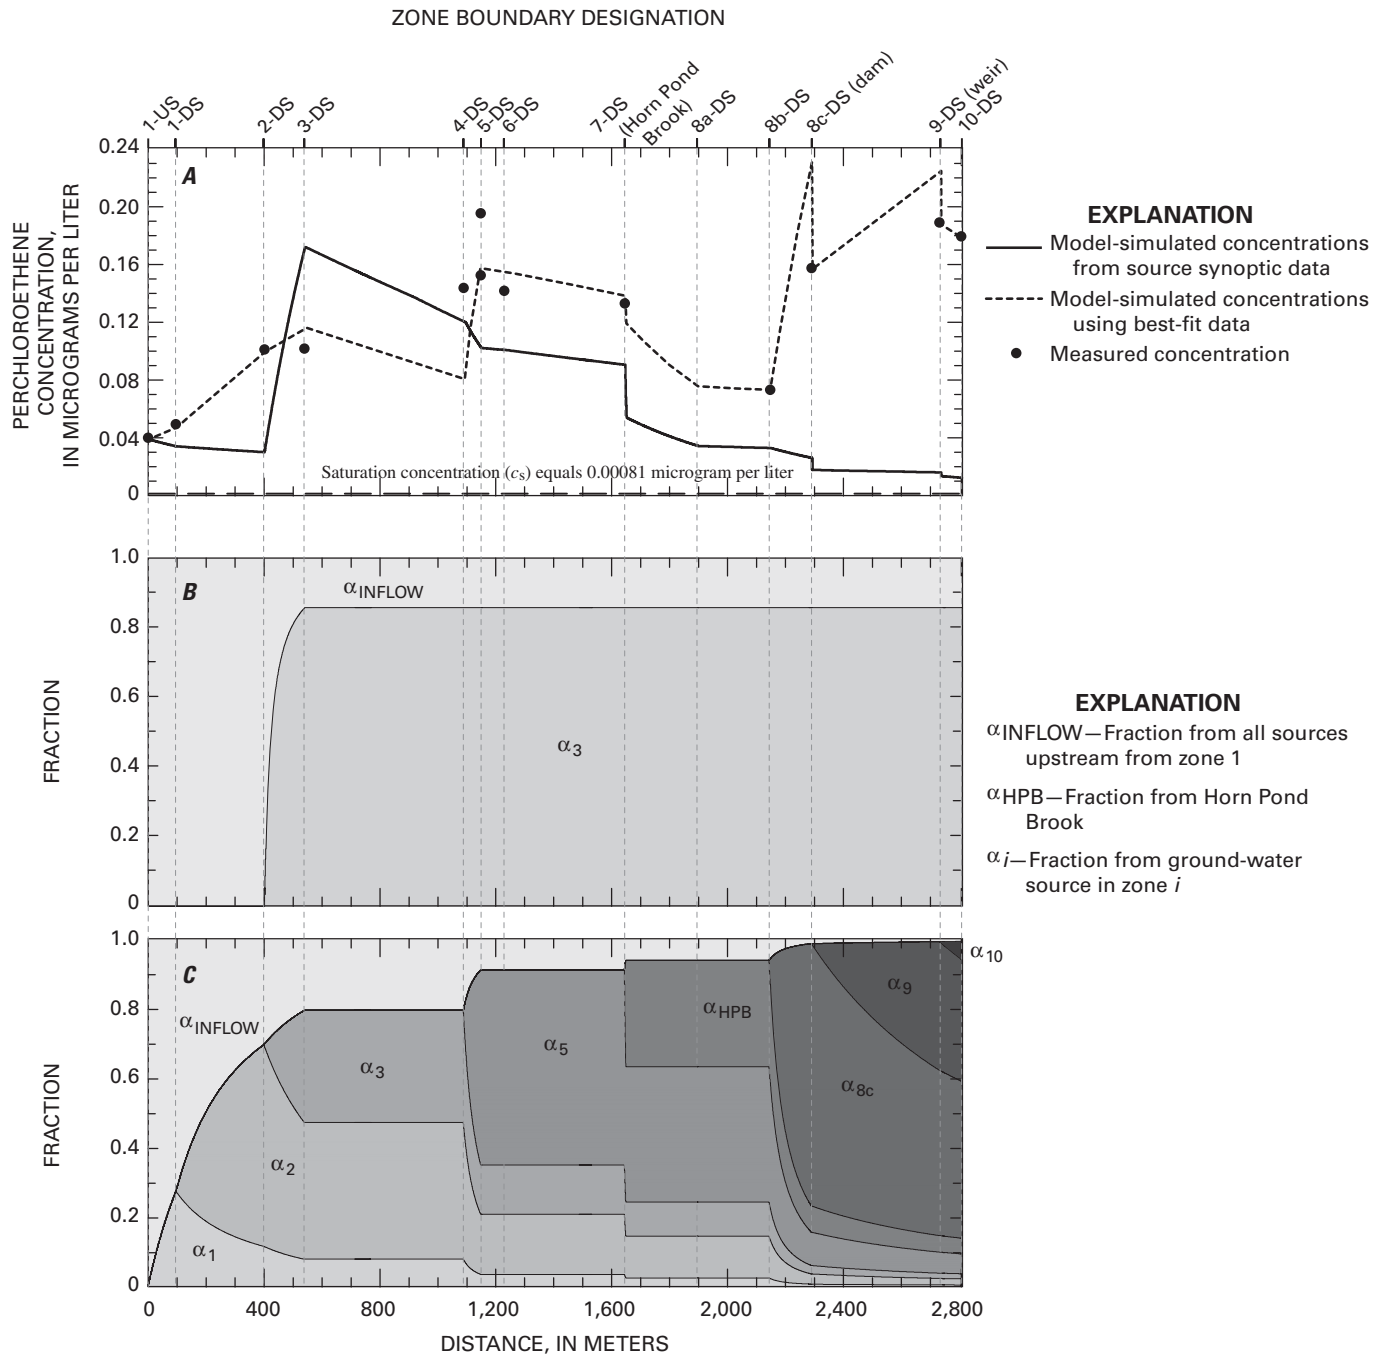 ZONE BOUNDARY DESIGNATION
1-US
1-DS
2-DS
3-DS
4-DS
5-DS
6-DS
7-DS
(Horn Pond
Brook)
8a-DS
8b-DS
8c-DS (dam)
9-DS (weir)
10-DS
PERCHLOROETHENE
CONCENTRATION,
IN MICROGRAMS PER LITER
0.24
0.20
0.16
0.12
0.08
0.04
0
A
Saturation concentration (cs) equals 0.00081 microgram per liter
EXPLANATION
Model-simulated concentrations
from source synoptic data
Model-simulated concentrations
using best-fit data
Measured concentration
FRACTION
1.0
0.8
0.6
0.4
0.2
0
B
αINFLOW
α3
EXPLANATION
αINFLOW—Fraction from all sources
upstream from zone 1
αHPB—Fraction from Horn Pond
Brook
αi—Fraction from ground-water
source in zone i
FRACTION
1.0
0.8
0.6
0.4
0.2
0
C
αINFLOW
α1
α2
α3
α5
αHPB
α8c
α9
α10
0
400
800
1,200
1,600
2,000
2,400
2,800
DISTANCE, IN METERS